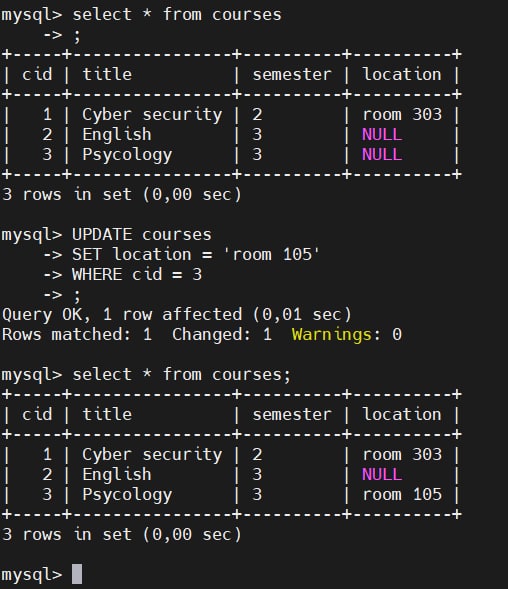 mysql> select * from courses
    -> ;
+-----+----------------+----------+----------+
| cid | title          | semester | location |
+-----+----------------+----------+----------+
|   1 | Cyber security | 2        | room 303 |
|   2 | English        | 3        | NULL     |
|   3 | Psycology      | 3        | NULL     |
+-----+----------------+----------+----------+
3 rows in set (0,00 sec)

mysql> UPDATE courses
    -> SET location = 'room 105'
    -> WHERE cid = 3
    -> ;
Query OK, 1 row affected (0,01 sec)
Rows matched: 1  Changed: 1  Warnings: 0

mysql> select * from courses;
+-----+----------------+----------+----------+
| cid | title          | semester | location |
+-----+----------------+----------+----------+
|   1 | Cyber security | 2        | room 303 |
|   2 | English        | 3        | NULL     |
|   3 | Psycology      | 3        | room 105 |
+-----+----------------+----------+----------+
3 rows in set (0,00 sec)

mysql>